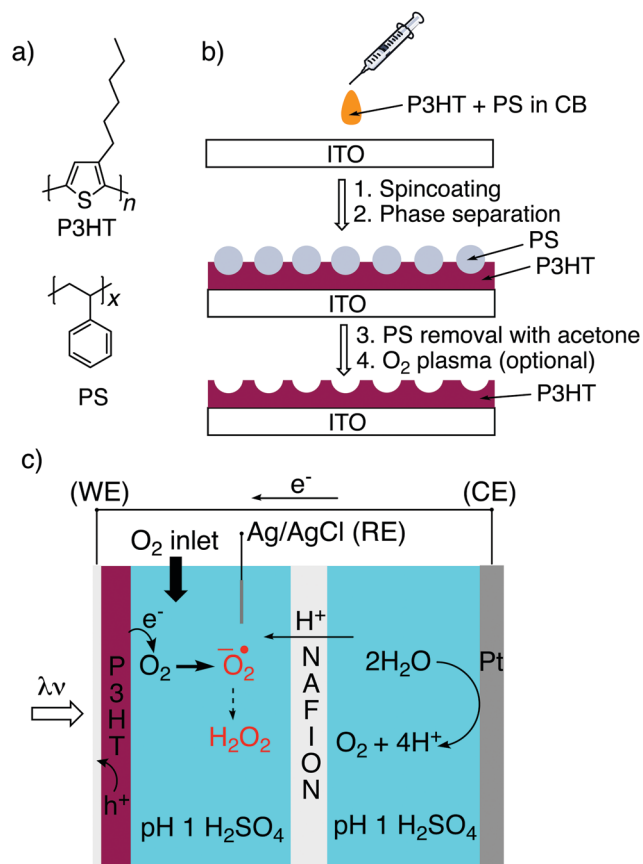 a)
S
n
P3HT
x
PS
b)
P3HT + PS in CB
ITO
1. Spincoating
2. Phase separation
PS
P3HT
ITO
3. PS removal with acetone
4. O₂ plasma (optional)
P3HT
ITO
c)
(WE)
e⁻
(CE)
O₂ inlet
Ag/AgCl (RE)
λν
P3HT
h⁺
e⁻
O₂
⁻O₂•
H₂O₂
pH 1 H₂SO₄
H⁺
NAFION
2H₂O
O₂ + 4H⁺
Pt
pH 1 H₂SO₄